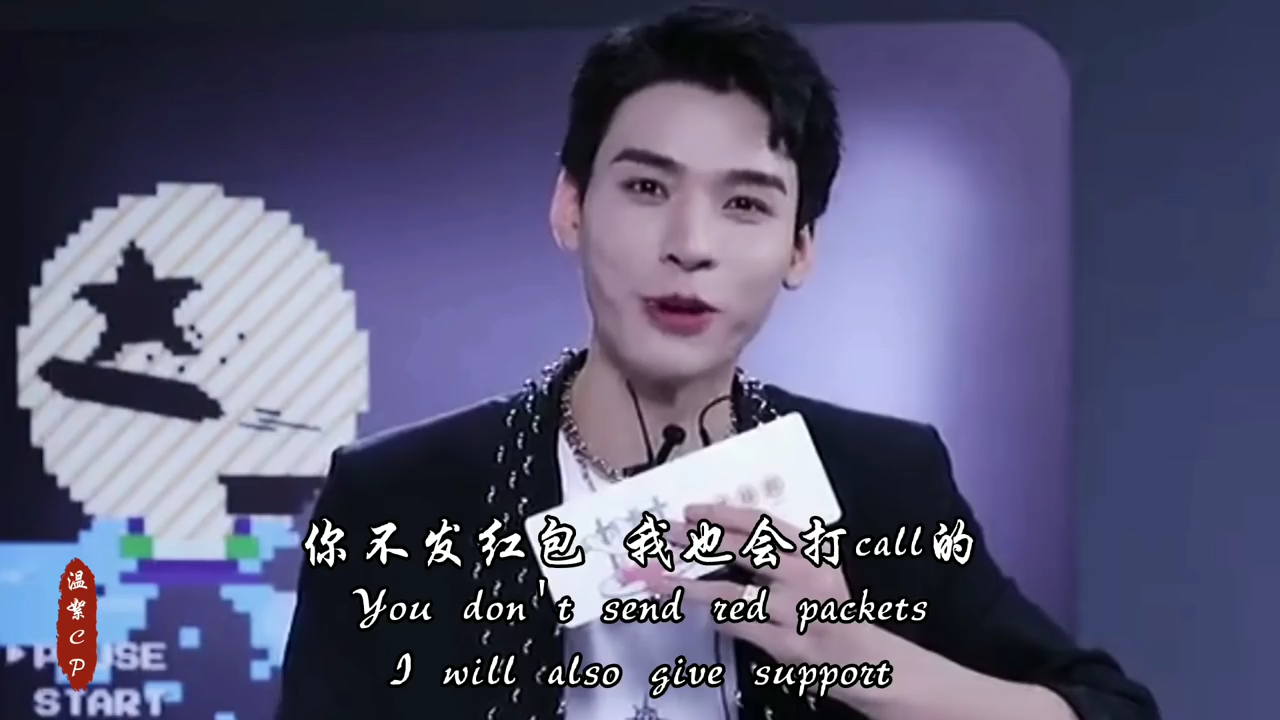 你不发红包 我也会打call的
You don't send red packets
I will also give support
温絮CP
PAUSE
START